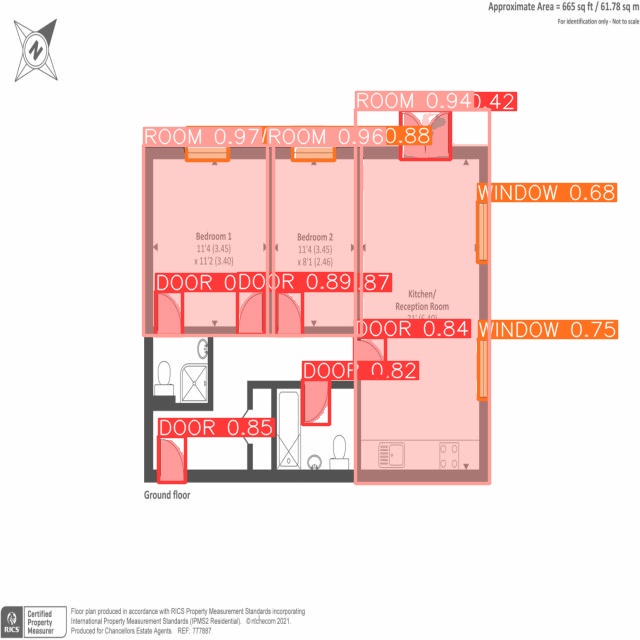 Approximate Area = 665 sq ft / 61.78 sq m
For identification only - Not to scale
N
ROOM 0.94 0.42
ROOM 0.97 ROOM 0.96 0.88
WINDOW 0.68
Bedroom 1
11'4 (3.45)
x 11'2 (3.40)
Bedroom 2
11'4 (3.45)
x 8'1 (2.46)
DOOR DOOR 0.89 .87
Kitchen/
Reception Room
21' (6.40)
DOOR 0.84
WINDOW 0.75
DOOR 0.82
DOOR 0.85
Ground floor
RICS
Certified
Property
Measurer
Floor plan produced in accordance with RICS Property Measurement Standards incorporating
International Property Measurement Standards (IPMS2 Residential). © ntchecom 2021.
Produced for Chancellors Estate Agents. REF: 777887